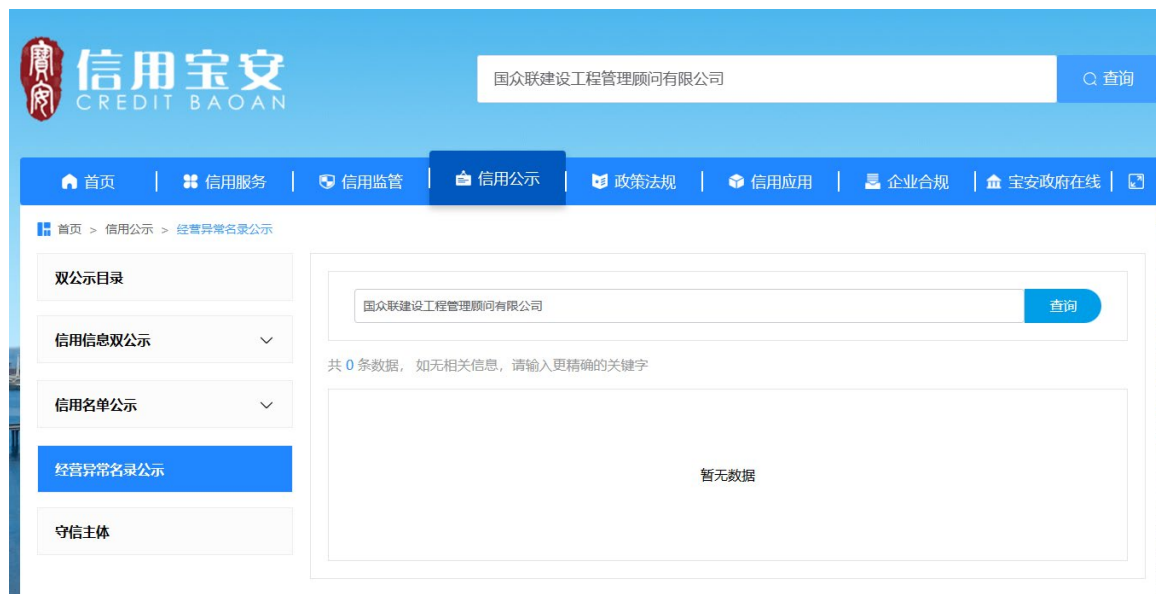 寶安
信用宝安
CREDIT BAOAN
国众联建设工程管理顾问有限公司
查询
首页 信用服务 信用监管 信用公示 政策法规 信用应用 企业合规 宝安政府在线
首页 > 信用公示 > 经营异常名录公示
双公示目录
信用信息双公示
信用名单公示
经营异常名录公示
守信主体
国众联建设工程管理顾问有限公司
查询
共 0 条数据， 如无相关信息，请输入更精确的关键字
暂无数据